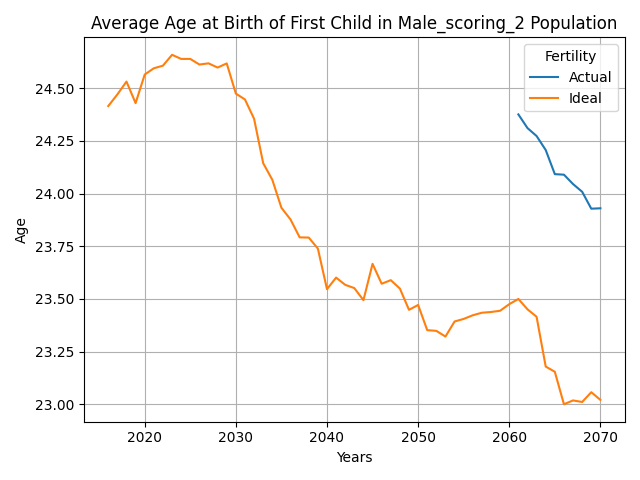 Average Age at Birth of First Child in Male_scoring_2 Population
Fertility
Actual
Ideal
24.50
24.25
24.00
23.75
23.50
23.25
23.00
Age
2020 2030 2040 2050 2060 2070
Years